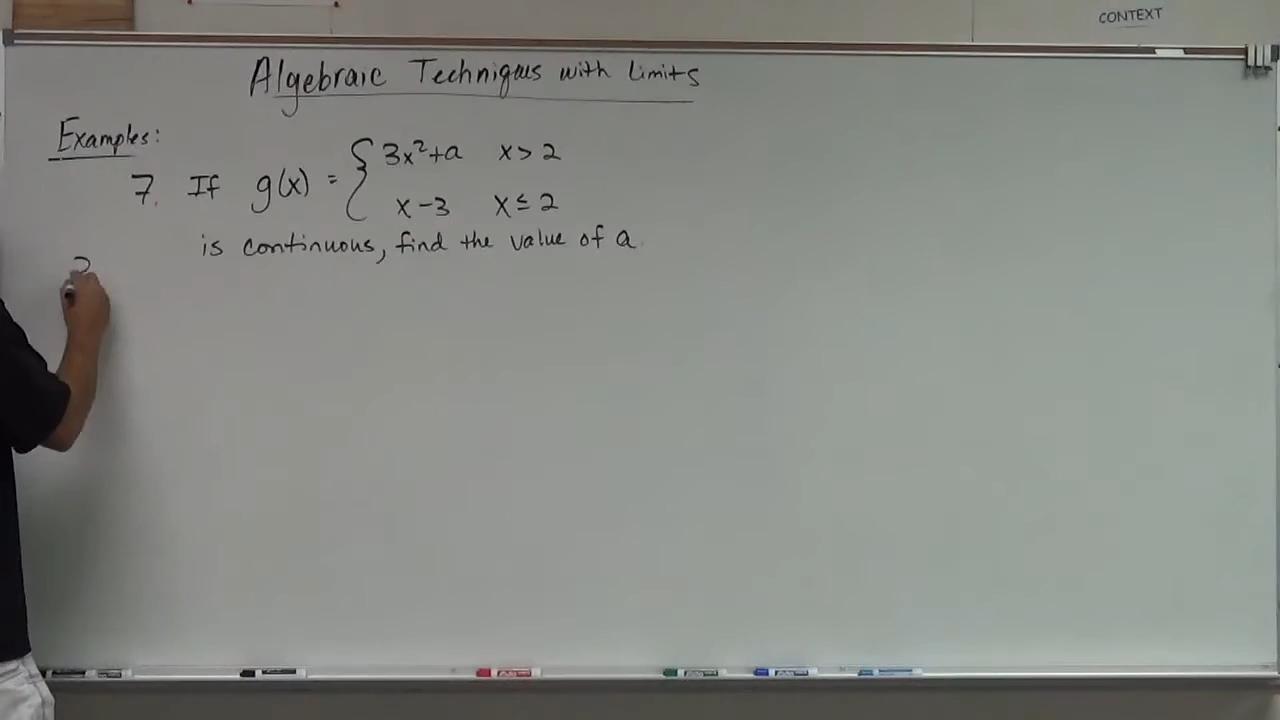 CONTEXT
Algebraic Techniques with Limits
Examples:
7. If g(x) = { 3x²+a x > 2
x-3 x ≤ 2
is continuous, find the value of a.